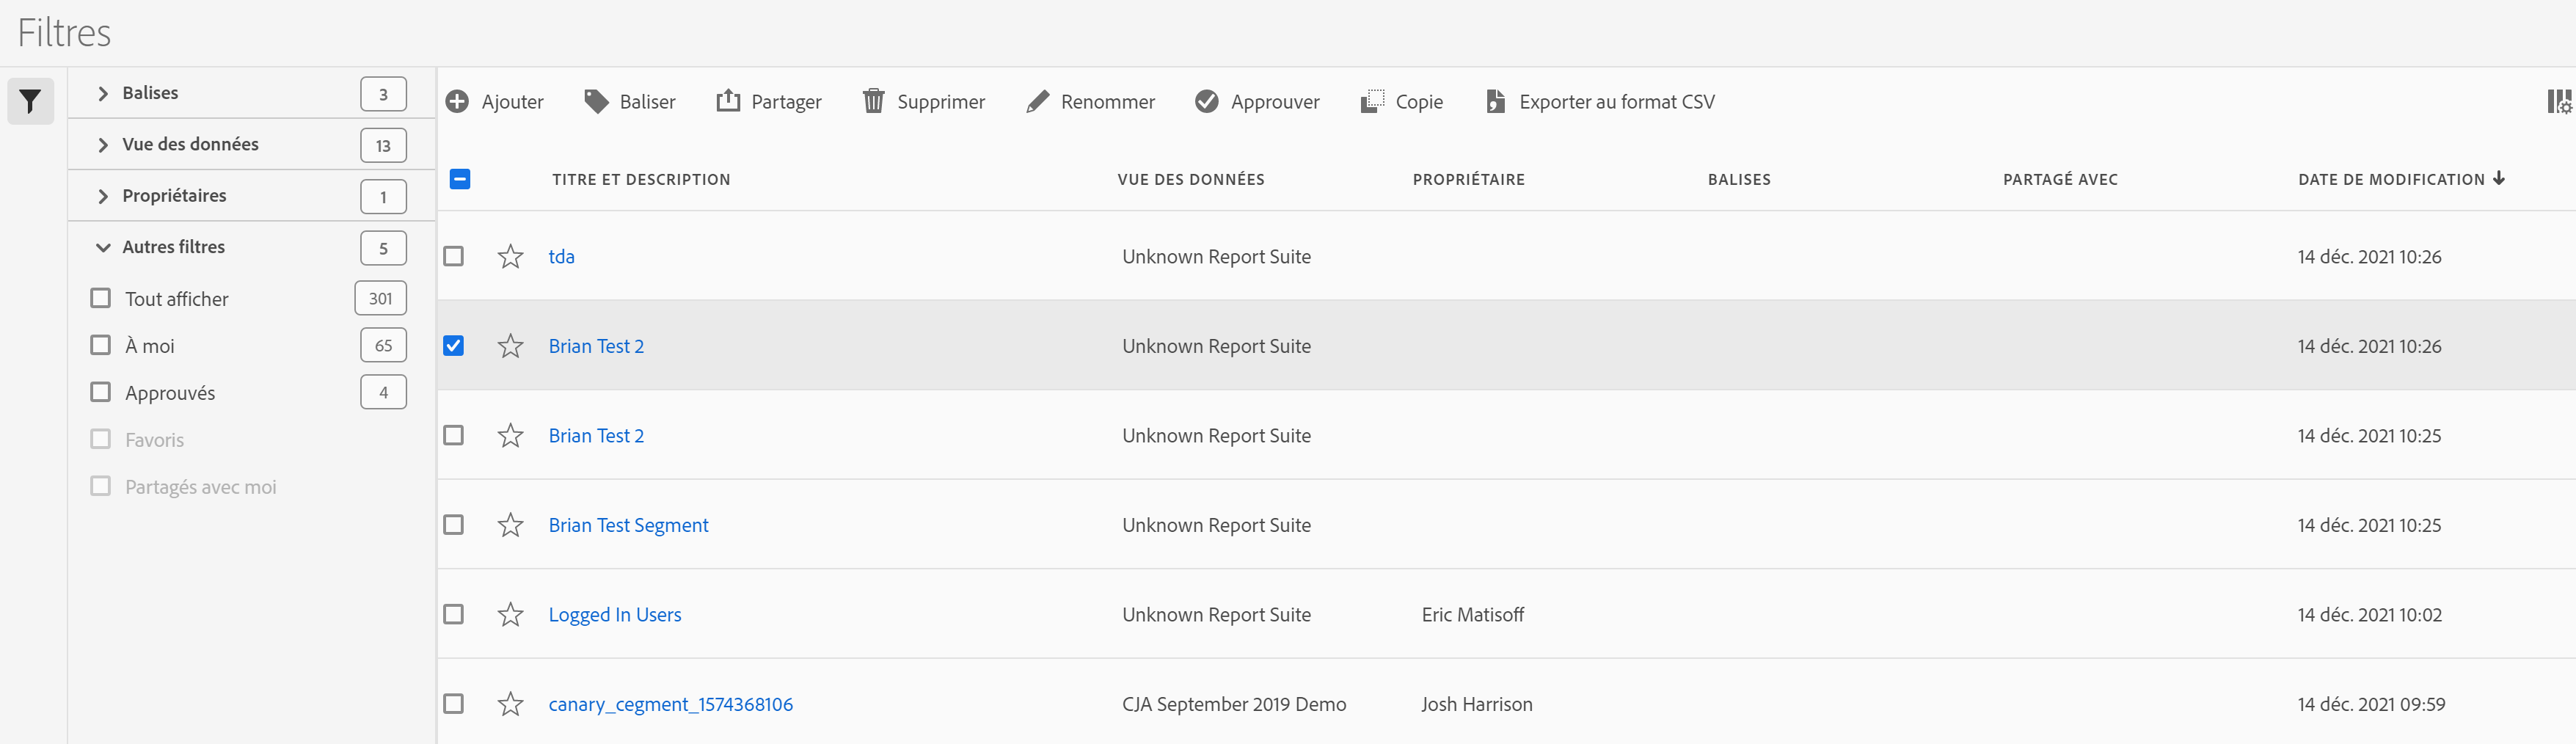 Filtres
Balises 3
Vue des données 13
Propriétaires 1
Autres filtres 5
Tout afficher 301
À moi 65
Approuvés 4
Favoris
Partagés avec moi
Ajouter Baliser Partager Supprimer Renommer Approuver Copie Exporter au format CSV
TITRE ET DESCRIPTION VUE DES DONNÉES PROPRIÉTAIRE BALISES PARTAGÉ AVEC DATE DE MODIFICATION
tda Unknown Report Suite 14 déc. 2021 10:26
Brian Test 2 Unknown Report Suite 14 déc. 2021 10:26
Brian Test 2 Unknown Report Suite 14 déc. 2021 10:25
Brian Test Segment Unknown Report Suite 14 déc. 2021 10:25
Logged In Users Unknown Report Suite Eric Matisoff 14 déc. 2021 10:02
canary_cegment_1574368106 CJA September 2019 Demo Josh Harrison 14 déc. 2021 09:59